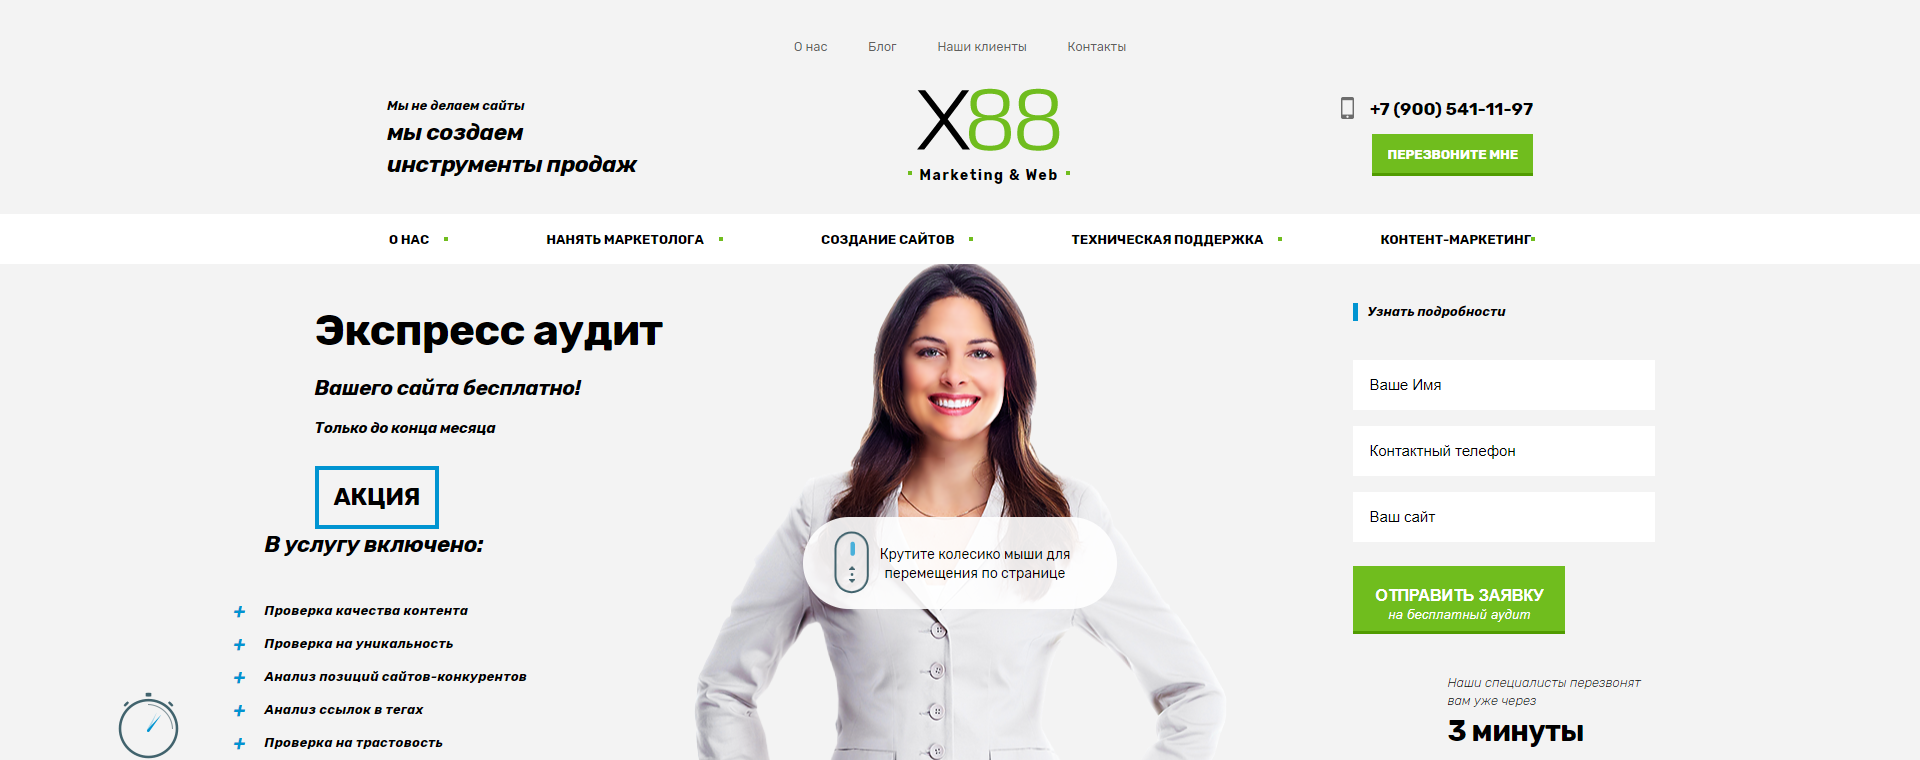 О нас
Блог
Наши клиенты
Контакты
Мы не делаем сайты
мы создаем
инструменты продаж
X88
Marketing & Web
+7 (900) 541-11-97
ПЕРЕЗВОНИТЕ МНЕ
О НАС
НАНЯТЬ МАРКЕТОЛОГА
СОЗДАНИЕ САЙТОВ
ТЕХНИЧЕСКАЯ ПОДДЕРЖКА
КОНТЕНТ-МАРКЕТИНГ
Экспресс аудит
Вашего сайта бесплатно!
Только до конца месяца
АКЦИЯ
В услугу включено:
Проверка качества контента
Проверка на уникальность
Анализ позиций сайтов-конкурентов
Анализ ссылок в тегах
Проверка на трастовость
Крутите колесико мыши для
перемещения по странице
Узнать подробности
Ваше Имя
Контактный телефон
Ваш сайт
ОТПРАВИТЬ ЗАЯВКУ
на бесплатный аудит
Наши специалисты перезвонят
вам уже через
3 минуты